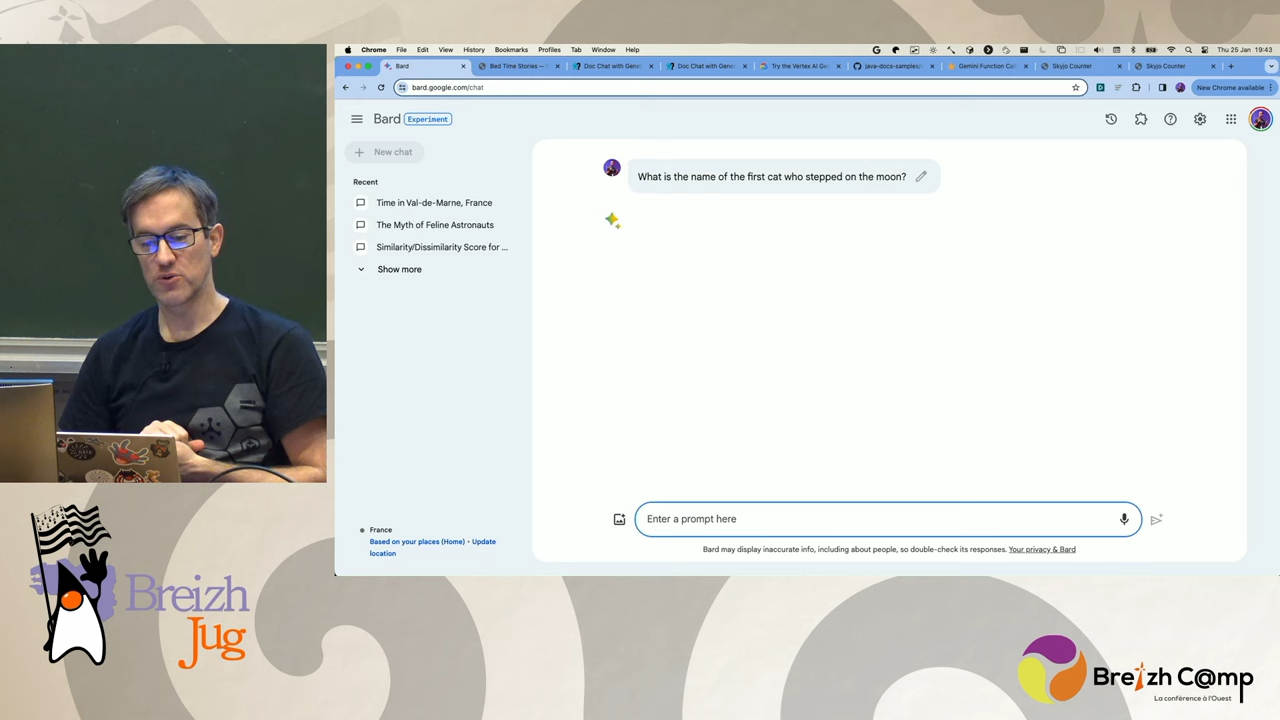 Chrome File Edit View History Bookmarks Profiles Tab Window Help
Thu 25 Jan 19:43
Bard
Bed Time Stories —
Doc Chat with Gener
Doc Chat with Gener
Try the Vertex AI Gen
java-docs-samples/v
Gemini Function Call
Skyjo Counter
Skyjo Counter
bard.google.com/chat
New Chrome available
Bard Experiment
New chat
Recent
Time in Val-de-Marne, France
The Myth of Feline Astronauts
Similarity/Dissimilarity Score for ...
Show more
What is the name of the first cat who stepped on the moon?
Enter a prompt here
France
Based on your places (Home) • Update
location
Bard may display inaccurate info, including about people, so double-check its responses. Your privacy & Bard
Breizh
Jug
Breizh C@mp
La conférence à l'Ouest